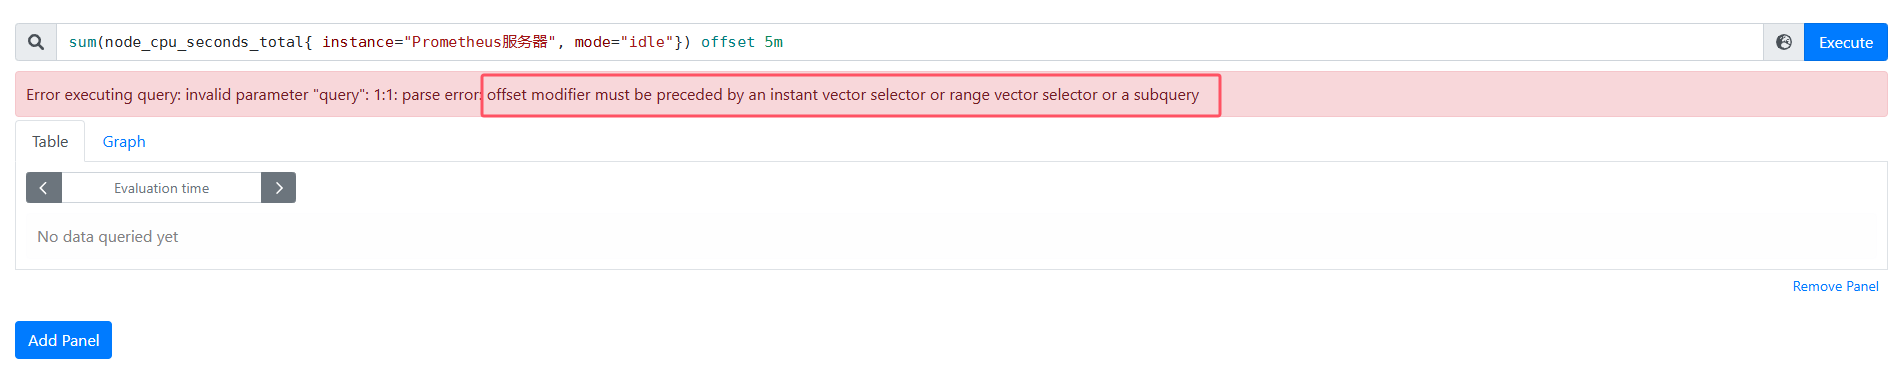 sum(node_cpu_seconds_total{ instance="Prometheus服务器", mode="idle"}) offset 5m
Execute
Error executing query: invalid parameter "query": 1:1: parse error: offset modifier must be preceded by an instant vector selector or range vector selector or a subquery
Table
Graph
Evaluation time
No data queried yet
Remove Panel
Add Panel